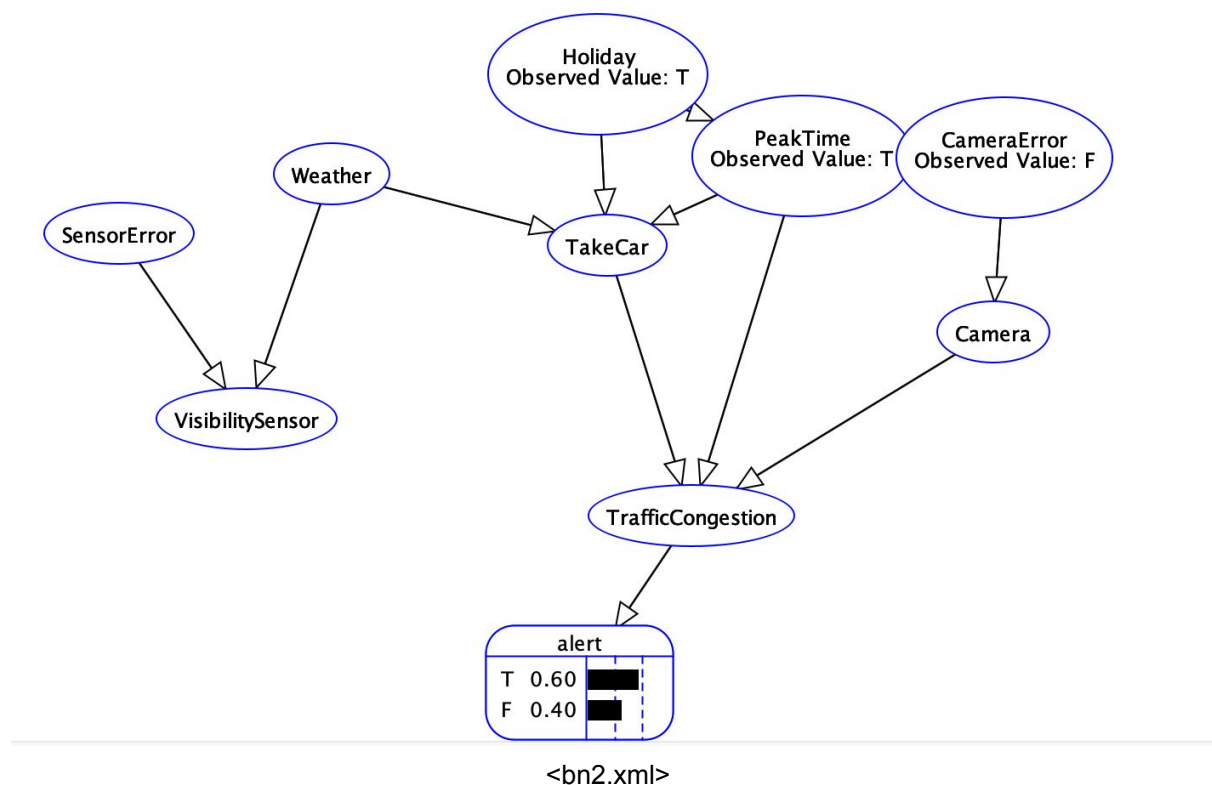 Holiday
Observed Value: T
PeakTime
Observed Value: T
CameraError
Observed Value: F
Weather
SensorError
TakeCar
Camera
VisibilitySensor
TrafficCongestion
alert
T 0.60
F 0.40
<bn2.xml>